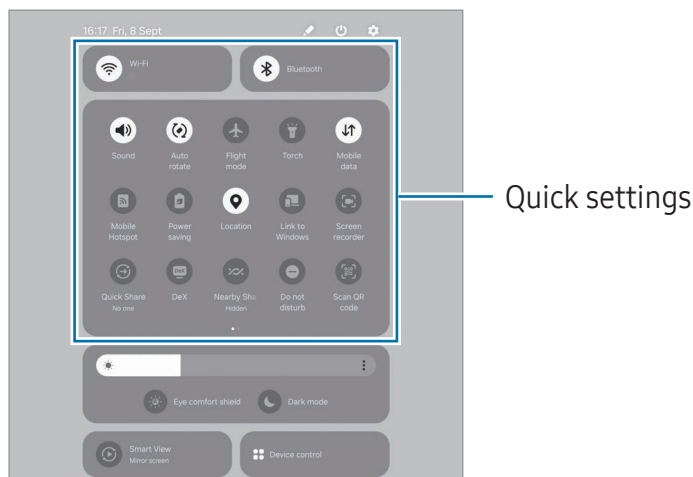 16:17 Fri, 8 Sept
Wi-Fi
Bluetooth
Sound
Auto
rotate
Flight
mode
Torch
Mobile
data
Quick settings
Mobile
Hotspot
Power
saving
Location
Link to
Windows
Screen
recorder
Quick Share
No one
DeX
DeX
Nearby Sha
Hidden
Do not
disturb
Scan QR
code
Eye comfort shield
Dark mode
Smart View
Mirror screen
Device control